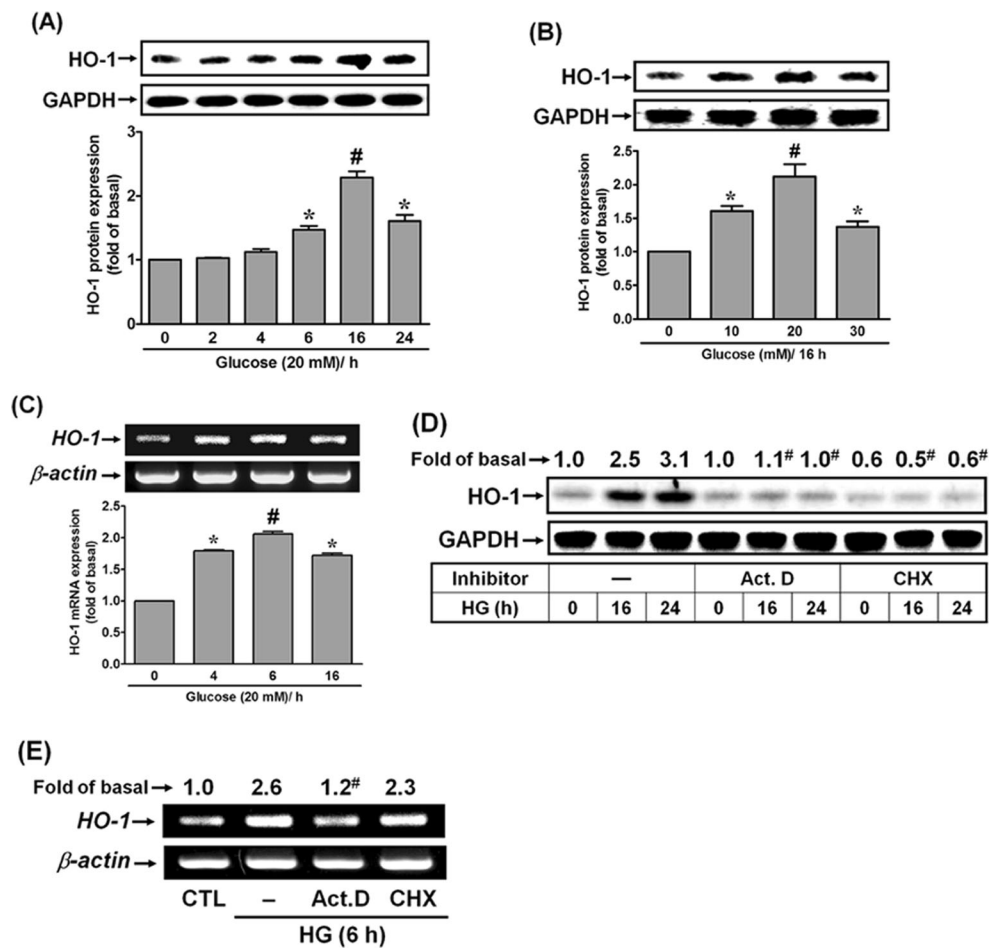 (A)
HO-1
GAPDH
HO-1 protein expression
(fold of basal)
3
2
1
0
* # *
0 2 4 6 16 24
Glucose (20 mM)/ h
(B)
HO-1
GAPDH
HO-1 protein expression
(fold of basal)
2.5
2.0
1.5
1.0
0.5
0.0
* # *
0 10 20 30
Glucose (mM)/ 16 h
(C)
HO-1
β-actin
HO-1 mRNA expression
(fold of basal)
2.5
2.0
1.5
1.0
0.5
0.0
* # *
0 4 6 16
Glucose (20 mM)/ h
(D)
Fold of basal 1.0 2.5 3.1 1.0 1.1# 1.0# 0.6 0.5# 0.6#
HO-1
GAPDH
Inhibitor — Act. D CHX
HG (h) 0 16 24 0 16 24 0 16 24
(E)
Fold of basal 1.0 2.6 1.2# 2.3
HO-1
β-actin
CTL – Act.D CHX
HG (6 h)